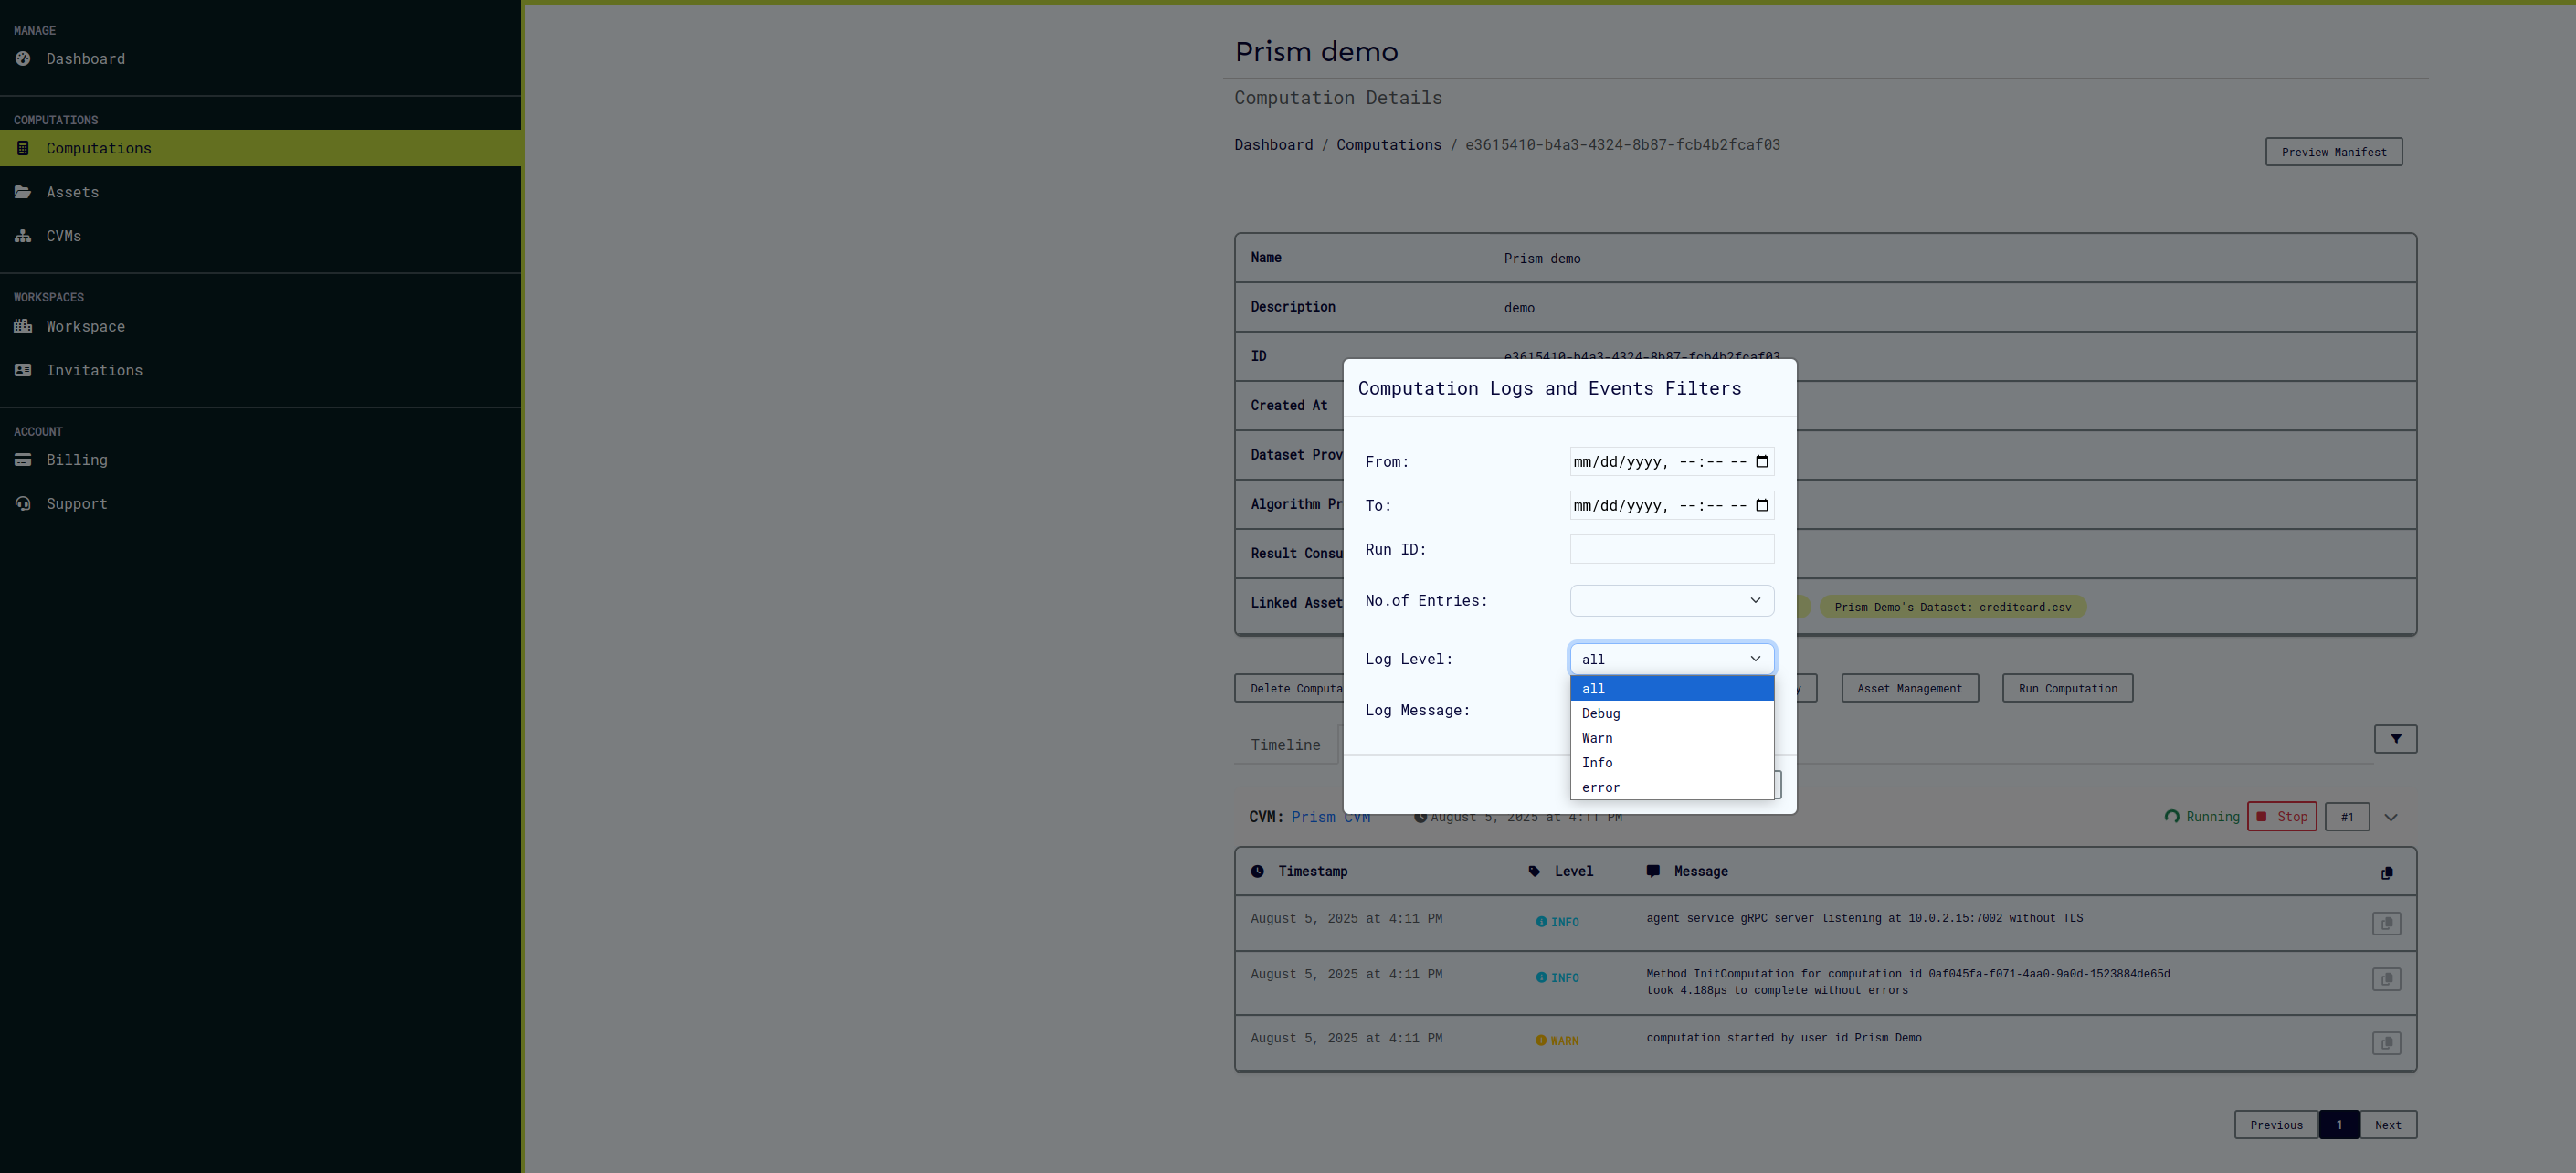 MANAGE
Dashboard
COMPUTATIONS
Computations
Assets
CVMs
WORKSPACES
Workspace
Invitations
ACCOUNT
Billing
Support
Prism demo
Computation Details
Dashboard / Computations / e3615410-b4a3-4324-8b87-fcb4b2fcaf03
Preview Manifest
Name Prism demo
Description demo
ID e3615410-b4a3-4324-8b87-fcb4b2fcaf03
Created At
Dataset Prov
Algorithm Pr
Result Consu
Linked Asset
Prism Demo's Dataset: creditcard.csv
Computation Logs and Events Filters
From: mm/dd/yyyy, --:-- --
To: mm/dd/yyyy, --:-- --
Run ID:
No.of Entries:
Log Level: all
all
Debug
Warn
Info
error
Log Message:
Delete Computa
y
Asset Management
Run Computation
Timeline
CVM: Prism CVM August 5, 2025 at 4:11 PM Running Stop #1
Timestamp Level Message
August 5, 2025 at 4:11 PM INFO agent service gRPC server listening at 10.0.2.15:7002 without TLS
August 5, 2025 at 4:11 PM INFO Method InitComputation for computation id 0af045fa-f071-4aa0-9a0d-1523884de65d
took 4.188µs to complete without errors
August 5, 2025 at 4:11 PM WARN computation started by user id Prism Demo
Previous 1 Next